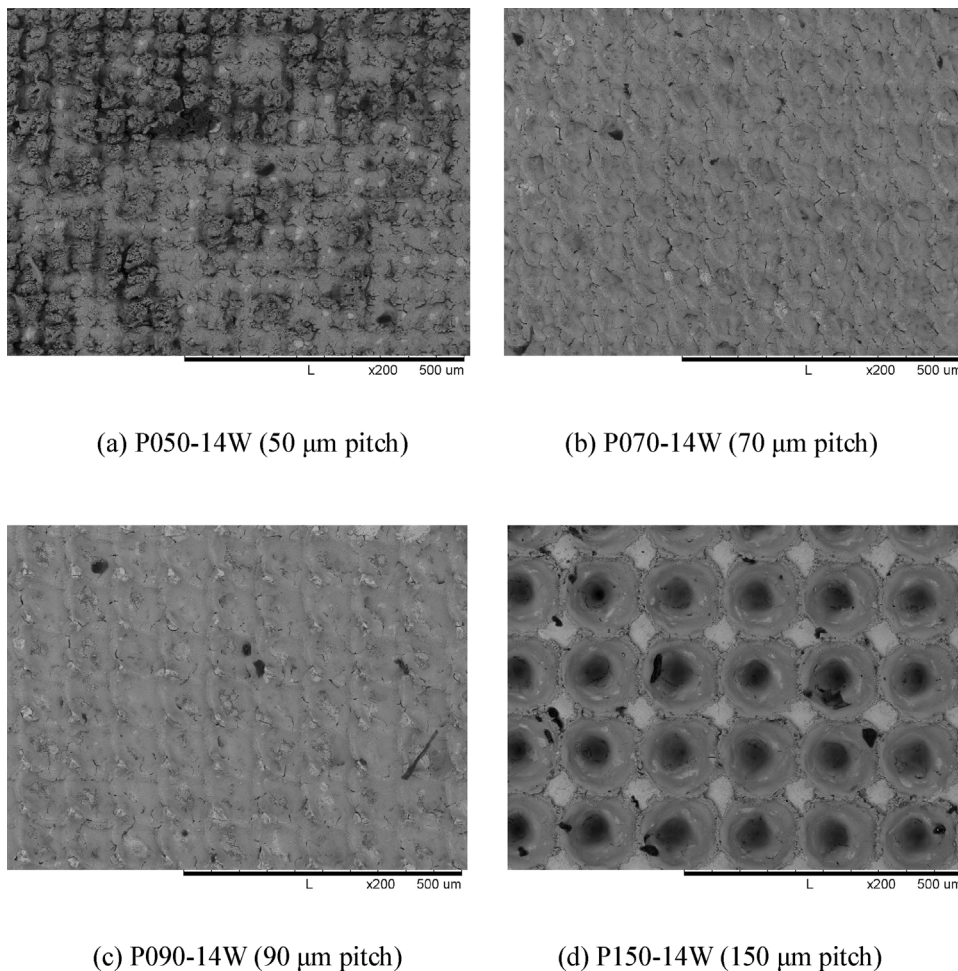 L x200 500 um
L x200 500 um
(a) P050-14W (50 μm pitch)
(b) P070-14W (70 μm pitch)
L x200 500 um
L x200 500 um
(c) P090-14W (90 μm pitch)
(d) P150-14W (150 μm pitch)